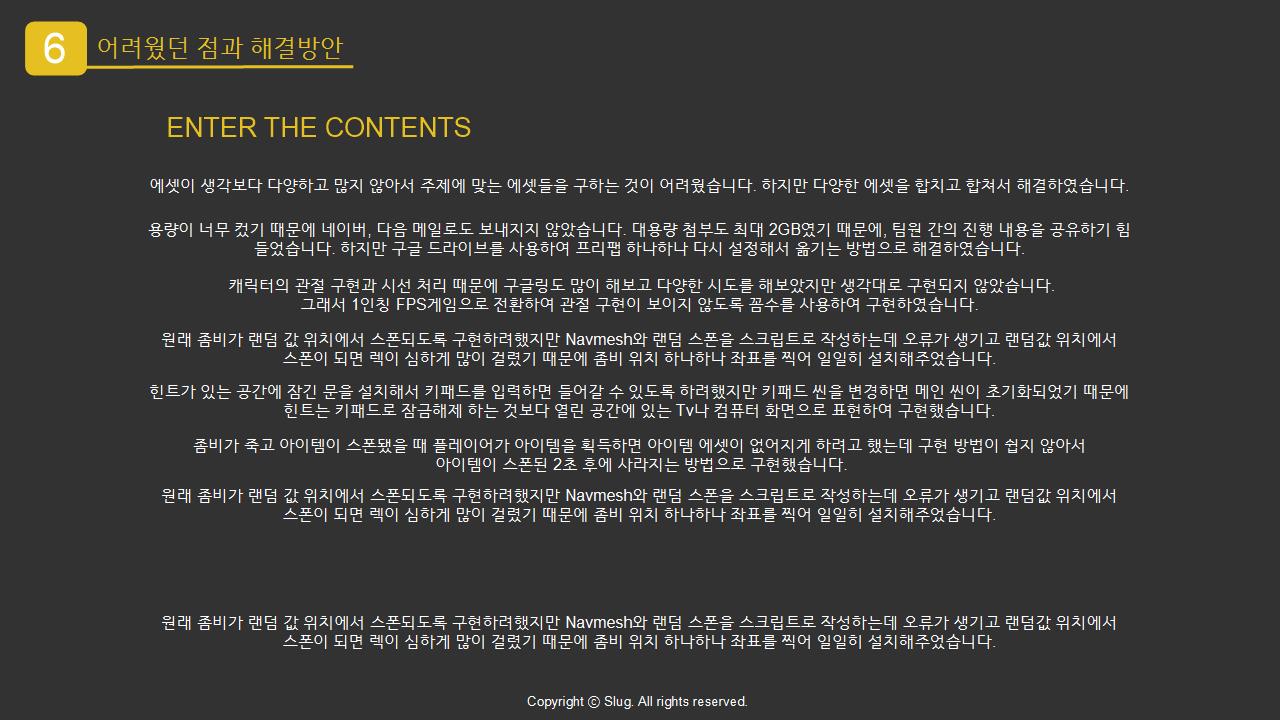 6
어려웠던 점과 해결방안
ENTER THE CONTENTS
에셋이 생각보다 다양하고 많지 않아서 주제에 맞는 에셋들을 구하는 것이 어려웠습니다. 하지만 다양한 에셋을 합치고 합쳐서 해결하였습니다.
용량이 너무 컸기 때문에 네이버, 다음 메일로도 보내지지 않았습니다. 대용량 첨부도 최대 2GB였기 때문에, 팀원 간의 진행 내용을 공유하기 힘
들었습니다. 하지만 구글 드라이브를 사용하여 프리팹 하나하나 다시 설정해서 옮기는 방법으로 해결하였습니다.
캐릭터의 관절 구현과 시선 처리 때문에 구글링도 많이 해보고 다양한 시도를 해보았지만 생각대로 구현되지 않았습니다.
그래서 1인칭 FPS게임으로 전환하여 관절 구현이 보이지 않도록 꼼수를 사용하여 구현하였습니다.
원래 좀비가 랜덤 값 위치에서 스폰되도록 구현하려했지만 Navmesh와 랜덤 스폰을 스크립트로 작성하는데 오류가 생기고 랜덤값 위치에서
스폰이 되면 렉이 심하게 많이 걸렸기 때문에 좀비 위치 하나하나 좌표를 찍어 일일히 설치해주었습니다.
힌트가 있는 공간에 잠긴 문을 설치해서 키패드를 입력하면 들어갈 수 있도록 하려했지만 키패드 씬을 변경하면 메인 씬이 초기화되었기 때문에
힌트는 키패드로 잠금해제 하는 것보다 열린 공간에 있는 Tv나 컴퓨터 화면으로 표현하여 구현했습니다.
좀비가 죽고 아이템이 스폰됐을 때 플레이어가 아이템을 획득하면 아이템 에셋이 없어지게 하려고 했는데 구현 방법이 쉽지 않아서
아이템이 스폰된 2초 후에 사라지는 방법으로 구현했습니다.
원래 좀비가 랜덤 값 위치에서 스폰되도록 구현하려했지만 Navmesh와 랜덤 스폰을 스크립트로 작성하는데 오류가 생기고 랜덤값 위치에서
스폰이 되면 렉이 심하게 많이 걸렸기 때문에 좀비 위치 하나하나 좌표를 찍어 일일히 설치해주었습니다.
원래 좀비가 랜덤 값 위치에서 스폰되도록 구현하려했지만 Navmesh와 랜덤 스폰을 스크립트로 작성하는데 오류가 생기고 랜덤값 위치에서
스폰이 되면 렉이 심하게 많이 걸렸기 때문에 좀비 위치 하나하나 좌표를 찍어 일일히 설치해주었습니다.
Copyright ⓒ Slug. All rights reserved.